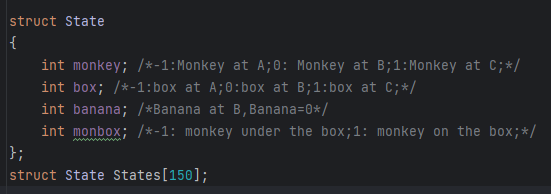 struct State
{
    int monkey; /*-1:Monkey at A;0: Monkey at B;1:Monkey at C;*/
    int box; /*-1:box at A;0:box at B;1:box at C;*/
    int banana; /*Banana at B,Banana=0*/
    int monbox; /*-1: monkey under the box;1: monkey on the box;*/
};
struct State States[150];